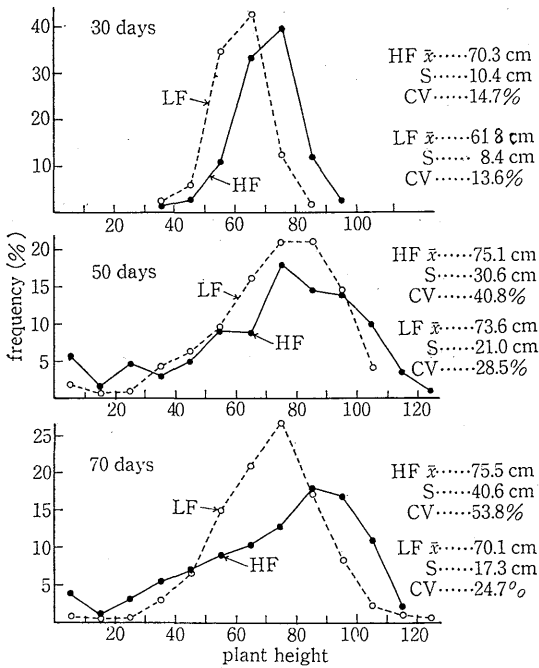 30 days
40
30
20
10
LF
HF
HF x̄······70.3 cm
S······10.4 cm
CV······14.7%
LF x̄······61.8 cm
S······ 8.4 cm
CV······13.6%
20 40 60 80 100
frequency (%)
50 days
20
15
10
5
LF
HF
HF x̄······75.1 cm
S······30.6 cm
CV······40.8%
LF x̄······73.6 cm
S······21.0 cm
CV······28.5%
20 40 60 80 100 120
70 days
25
20
15
10
5
LF
HF
HF x̄······75.5 cm
S······40.6 cm
CV······53.8%
LF x̄······70.1 cm
S······17.3 cm
CV······24.7%
20 40 60 80 100 120
plant height